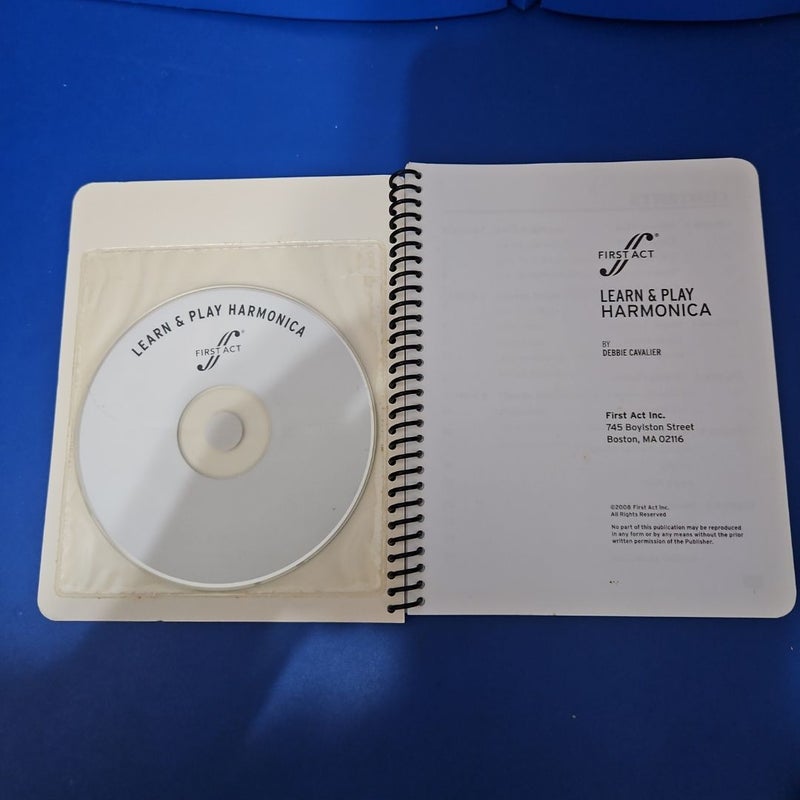 LEARN & PLAY HARMONICA
FIRST ACT
®
FIRST ACT
®
LEARN & PLAY
HARMONICA
BY
DEBBIE CAVALIER
First Act Inc.
745 Boylston Street
Boston, MA 02116
©2008 First Act Inc.
All Rights Reserved
No part of this publication may be reproduced
in any form or by any means without the prior
written permission of the Publisher.